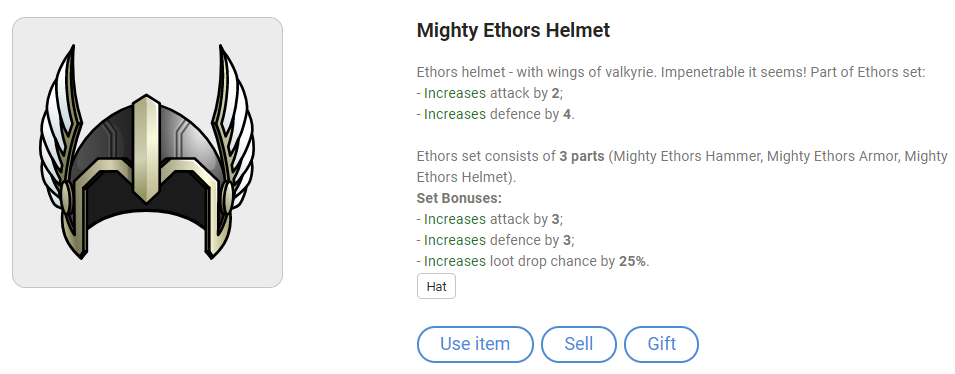 Mighty Ethors Helmet
Ethors helmet - with wings of valkyrie. Impenetrable it seems! Part of Ethors set:
- Increases attack by 2;
- Increases defence by 4.
Ethors set consists of 3 parts (Mighty Ethors Hammer, Mighty Ethors Armor, Mighty
Ethors Helmet).
Set Bonuses:
- Increases attack by 3;
- Increases defence by 3;
- Increases loot drop chance by 25%.
Hat
Use item Sell Gift